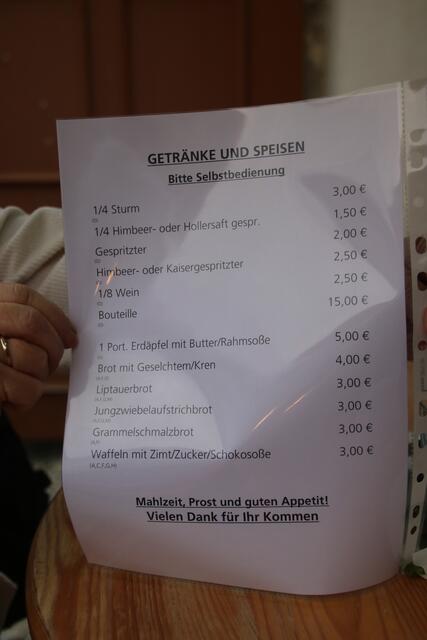 GETRÄNKE UND SPEISEN
Bitte Selbstbedienung
1/4 Sturm 3,00 €
1/4 Himbeer- oder Hollersaft gespr. 1,50 €
Gespritzter 2,00 €
Himbeer- oder Kaisergespritzter 2,50 €
1/8 Wein 2,50 €
Bouteille 15,00 €
1 Port. Erdäpfel mit Butter/Rahmsoße 5,00 €
Brot mit Geselchtem/Kren 4,00 €
Liptauerbrot 3,00 €
Jungzwiebelaufstrichbrot 3,00 €
Grammelschmalzbrot 3,00 €
Waffeln mit Zimt/Zucker/Schokosoße 3,00 €
(A,C,F,G,H)
Mahlzeit, Prost und guten Appetit!
Vielen Dank für Ihr Kommen